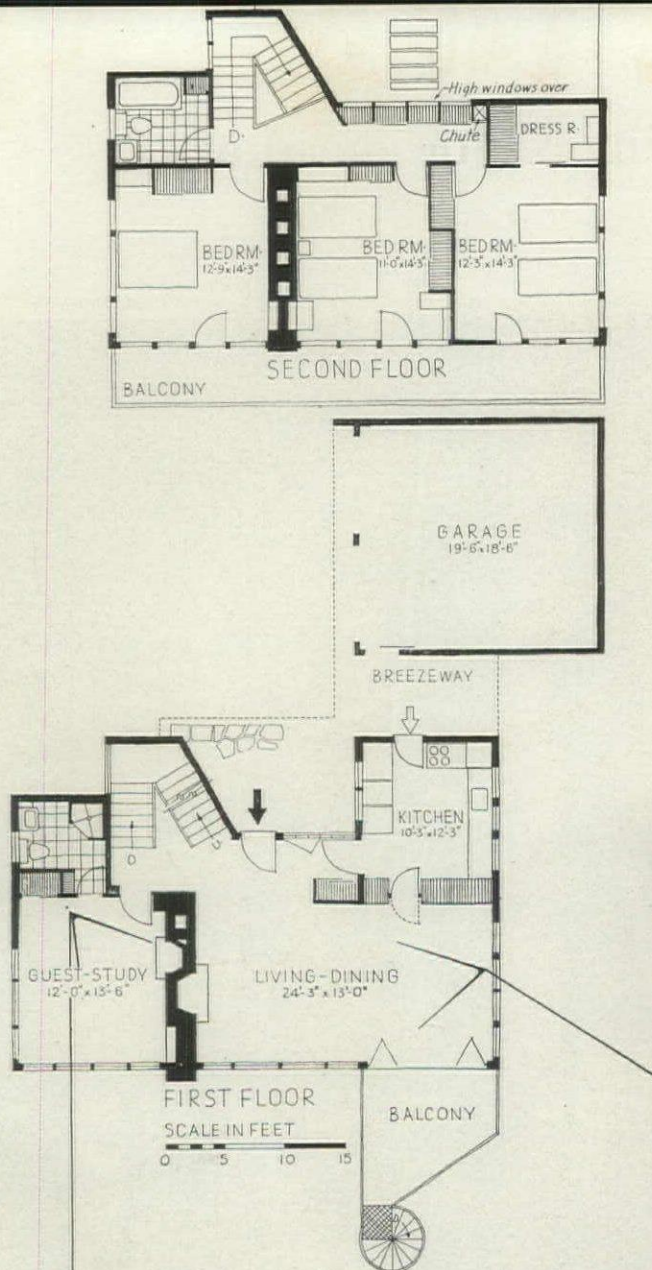 High windows over
D.
Chute
DRESS R.
BED RM.
12'-9"x14'-3"
BED RM.
11'-0"x14'-3"
BED RM.
12'-3"x14'-3"
SECOND FLOOR
BALCONY
GARAGE
19'-6"x18'-6"
BREEZEWAY
KITCHEN
10'-3"x12'-3"
D
U
GUEST-STUDY
12'-0"x13'-6"
LIVING-DINING
24'-3"x13'-0"
FIRST FLOOR
SCALE IN FEET
0 5 10 15
BALCONY